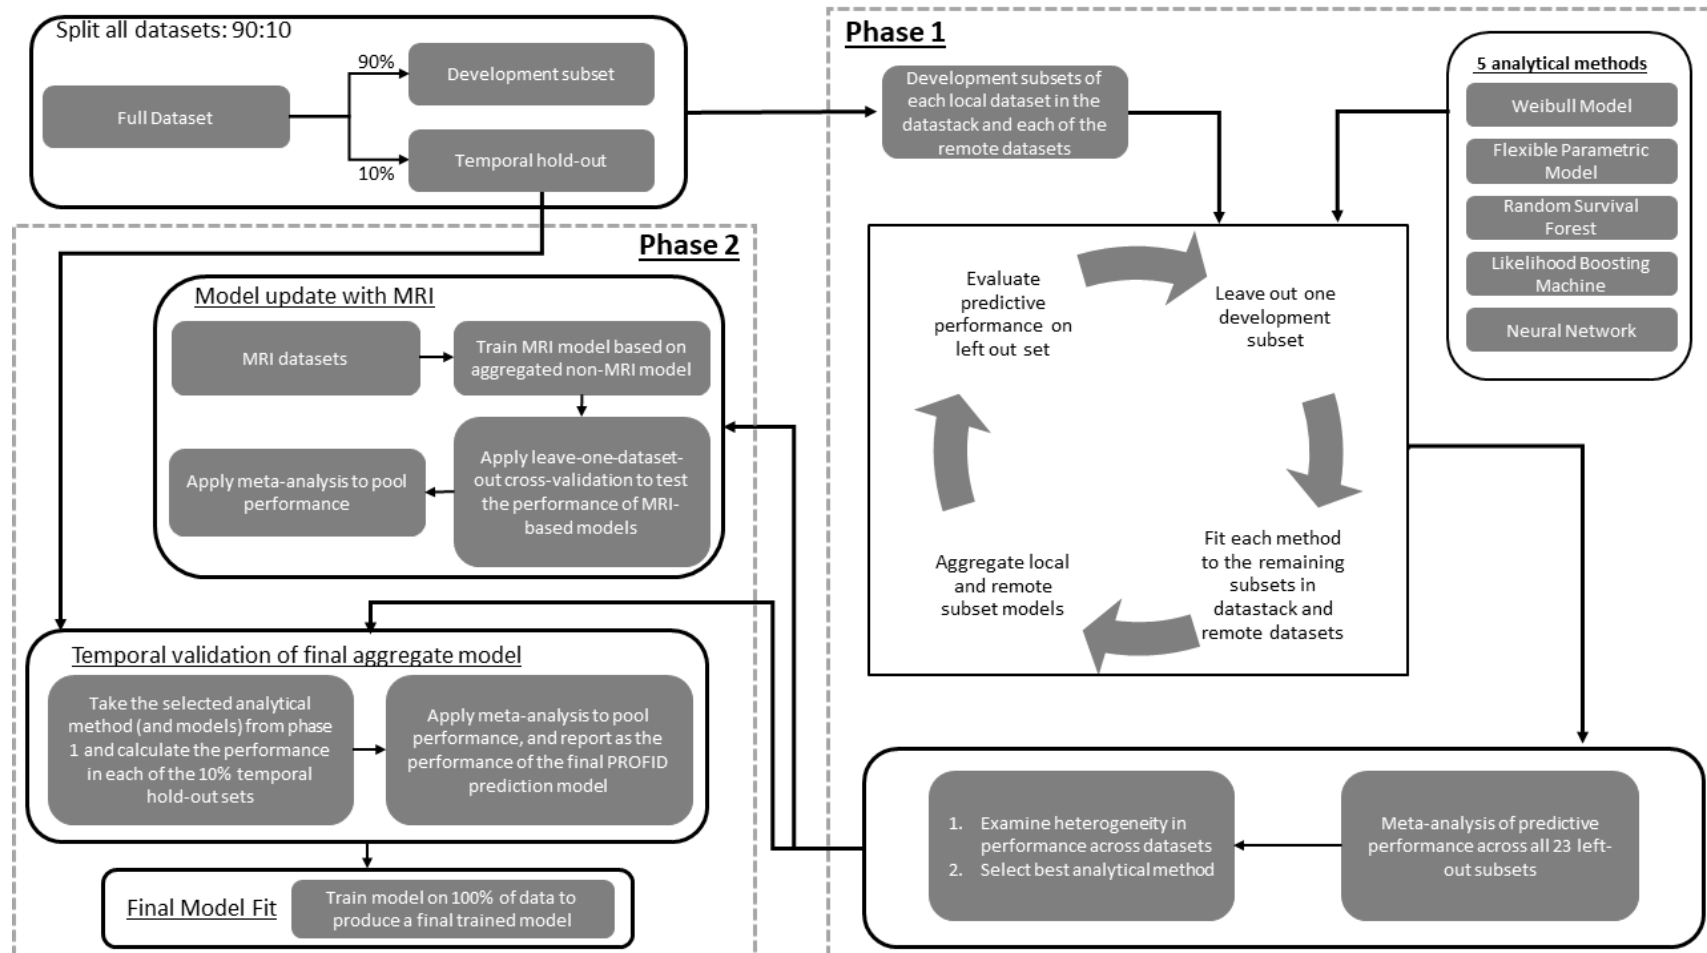 Split all datasets: 90:10
Full Dataset
90%
10%
Development subset
Temporal hold-out
Phase 1
Development subsets of
each local dataset in the
datastack and each of the
remote datasets
5 analytical methods
Weibull Model
Flexible Parametric
Model
Random Survival
Forest
Likelihood Boosting
Machine
Neural Network
Evaluate
predictive
performance on
left out set
Leave out one
development
subset
Fit each method
to the remaining
subsets in
datastack and
remote datasets
Aggregate local
and remote
subset models
Meta-analysis of predictive
performance across all 23 left-
out subsets
1. Examine heterogeneity in
performance across datasets
2. Select best analytical method
Phase 2
Model update with MRI
MRI datasets
Train MRI model based on
aggregated non-MRI model
Apply leave-one-dataset-
out cross-validation to test
the performance of MRI-
based models
Apply meta-analysis to pool
performance
Temporal validation of final aggregate model
Take the selected analytical
method (and models) from phase
1 and calculate the performance
in each of the 10% temporal
hold-out sets
Apply meta-analysis to pool
performance, and report as the
performance of the final PROFID
prediction model
Final Model Fit
Train model on 100% of data to
produce a final trained model